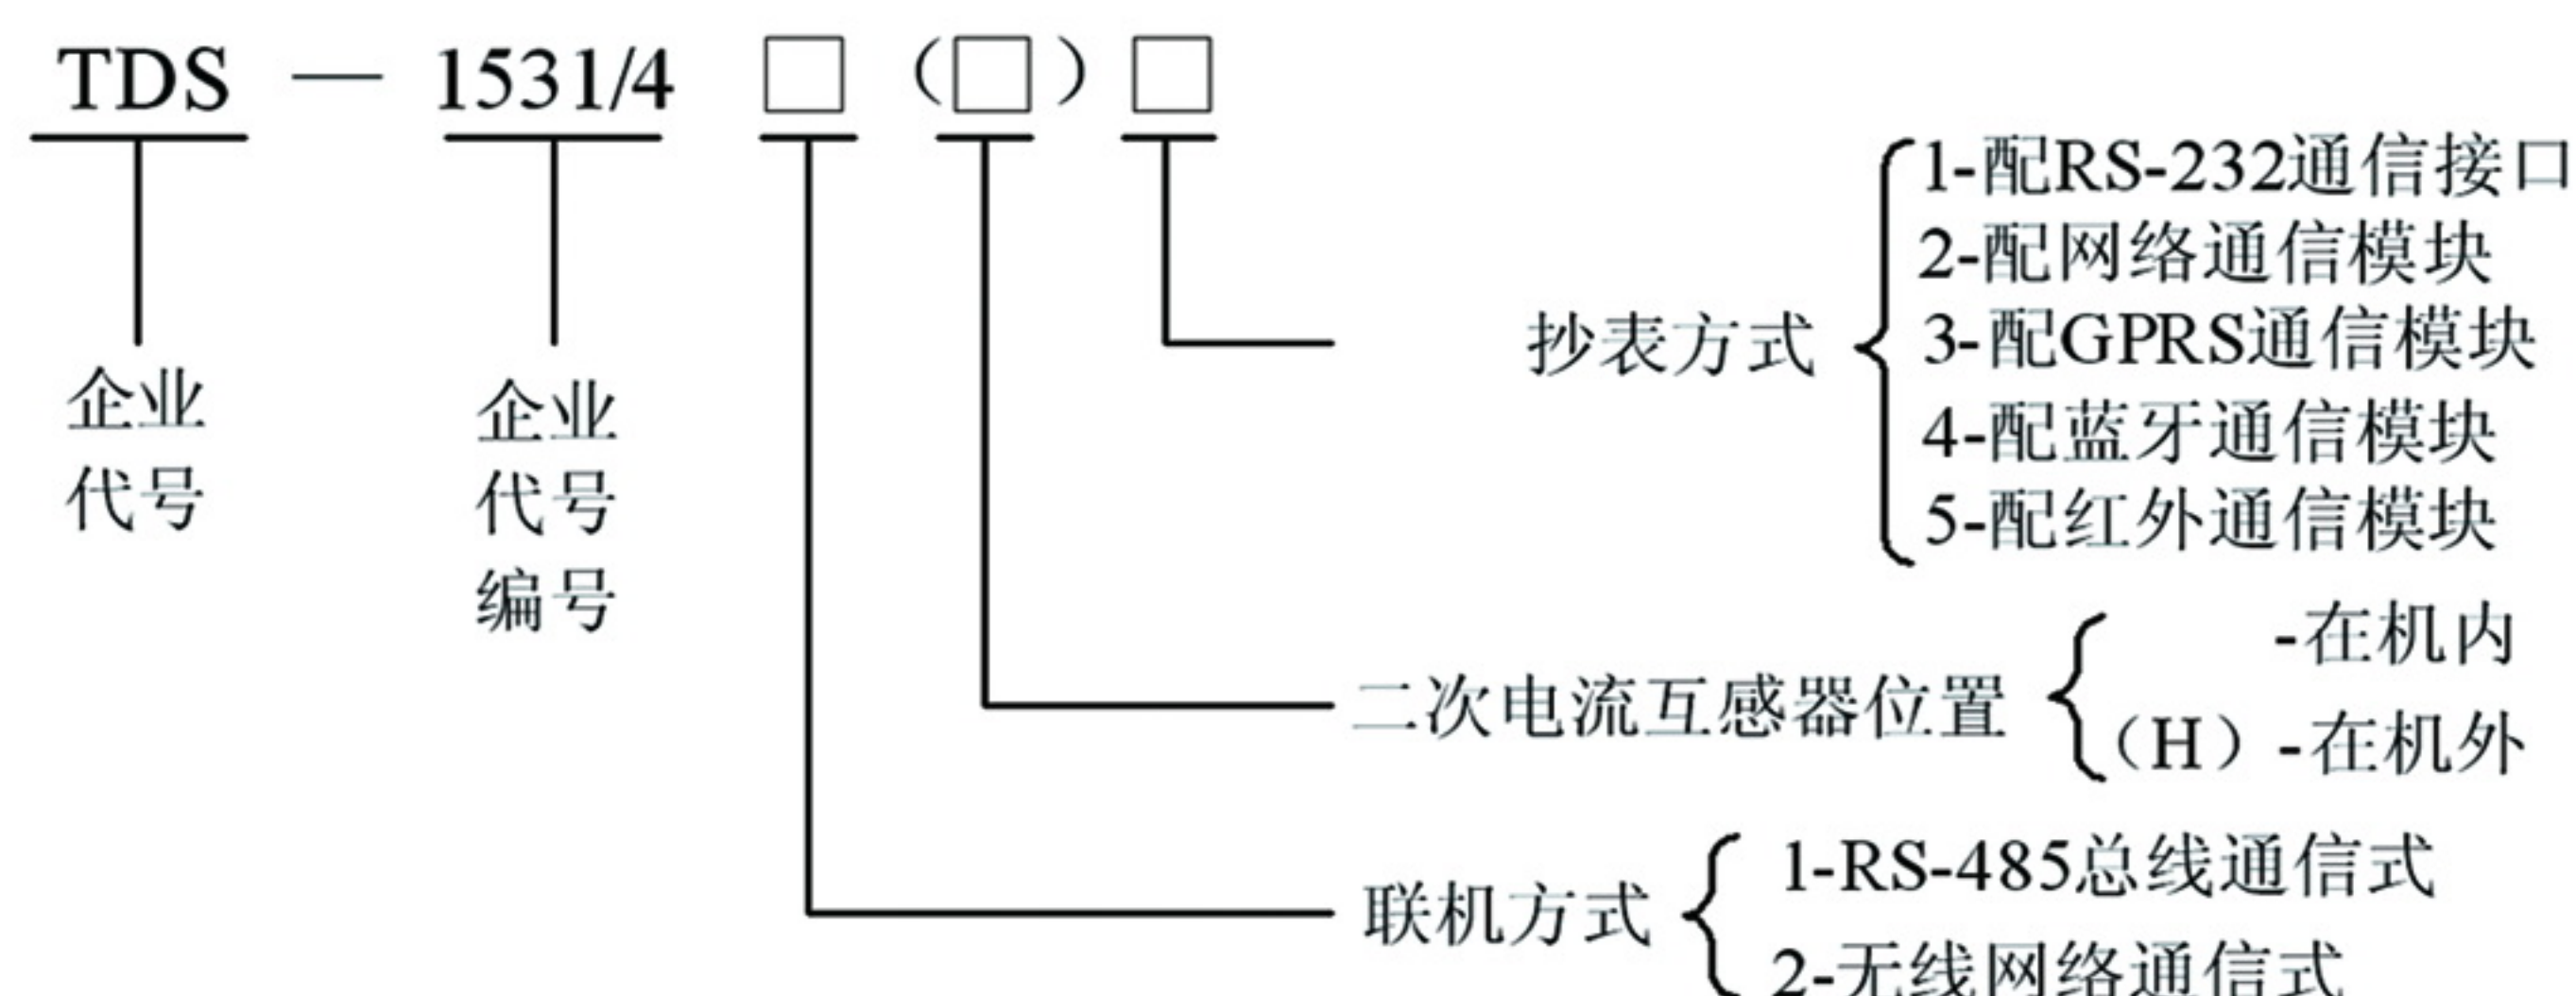 TDS — 1531/4 □ （□）□
企业
代号
企业
代号
编号
抄表方式
1-配RS-232通信接口
2-配网络通信模块
3-配GPRS通信模块
4-配蓝牙通信模块
5-配红外通信模块
二次电流互感器位置
-在机内
（H）-在机外
联机方式
1-RS-485总线通信式
2-无线网络通信式